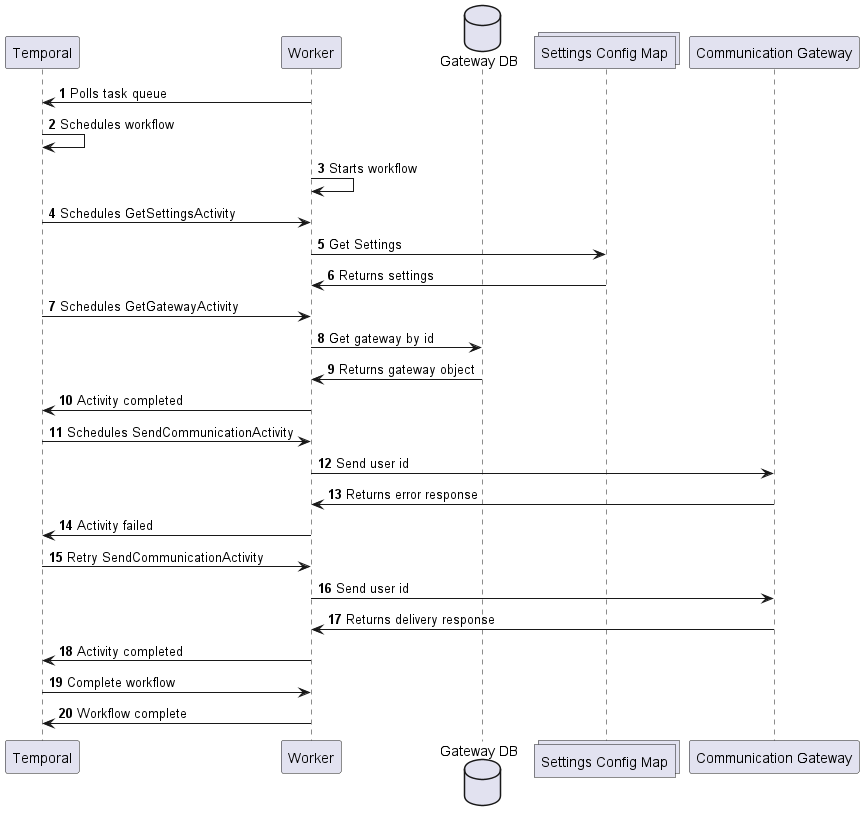 Gateway DB
Temporal
Worker
Settings Config Map
Communication Gateway
1 Polls task queue
2 Schedules workflow
3 Starts workflow
4 Schedules GetSettingsActivity
5 Get Settings
6 Returns settings
7 Schedules GetGatewayActivity
8 Get gateway by id
9 Returns gateway object
10 Activity completed
11 Schedules SendCommunicationActivity
12 Send user id
13 Returns error response
14 Activity failed
15 Retry SendCommunicationActivity
16 Send user id
17 Returns delivery response
18 Activity completed
19 Complete workflow
20 Workflow complete
Gateway DB
Temporal
Worker
Settings Config Map
Communication Gateway